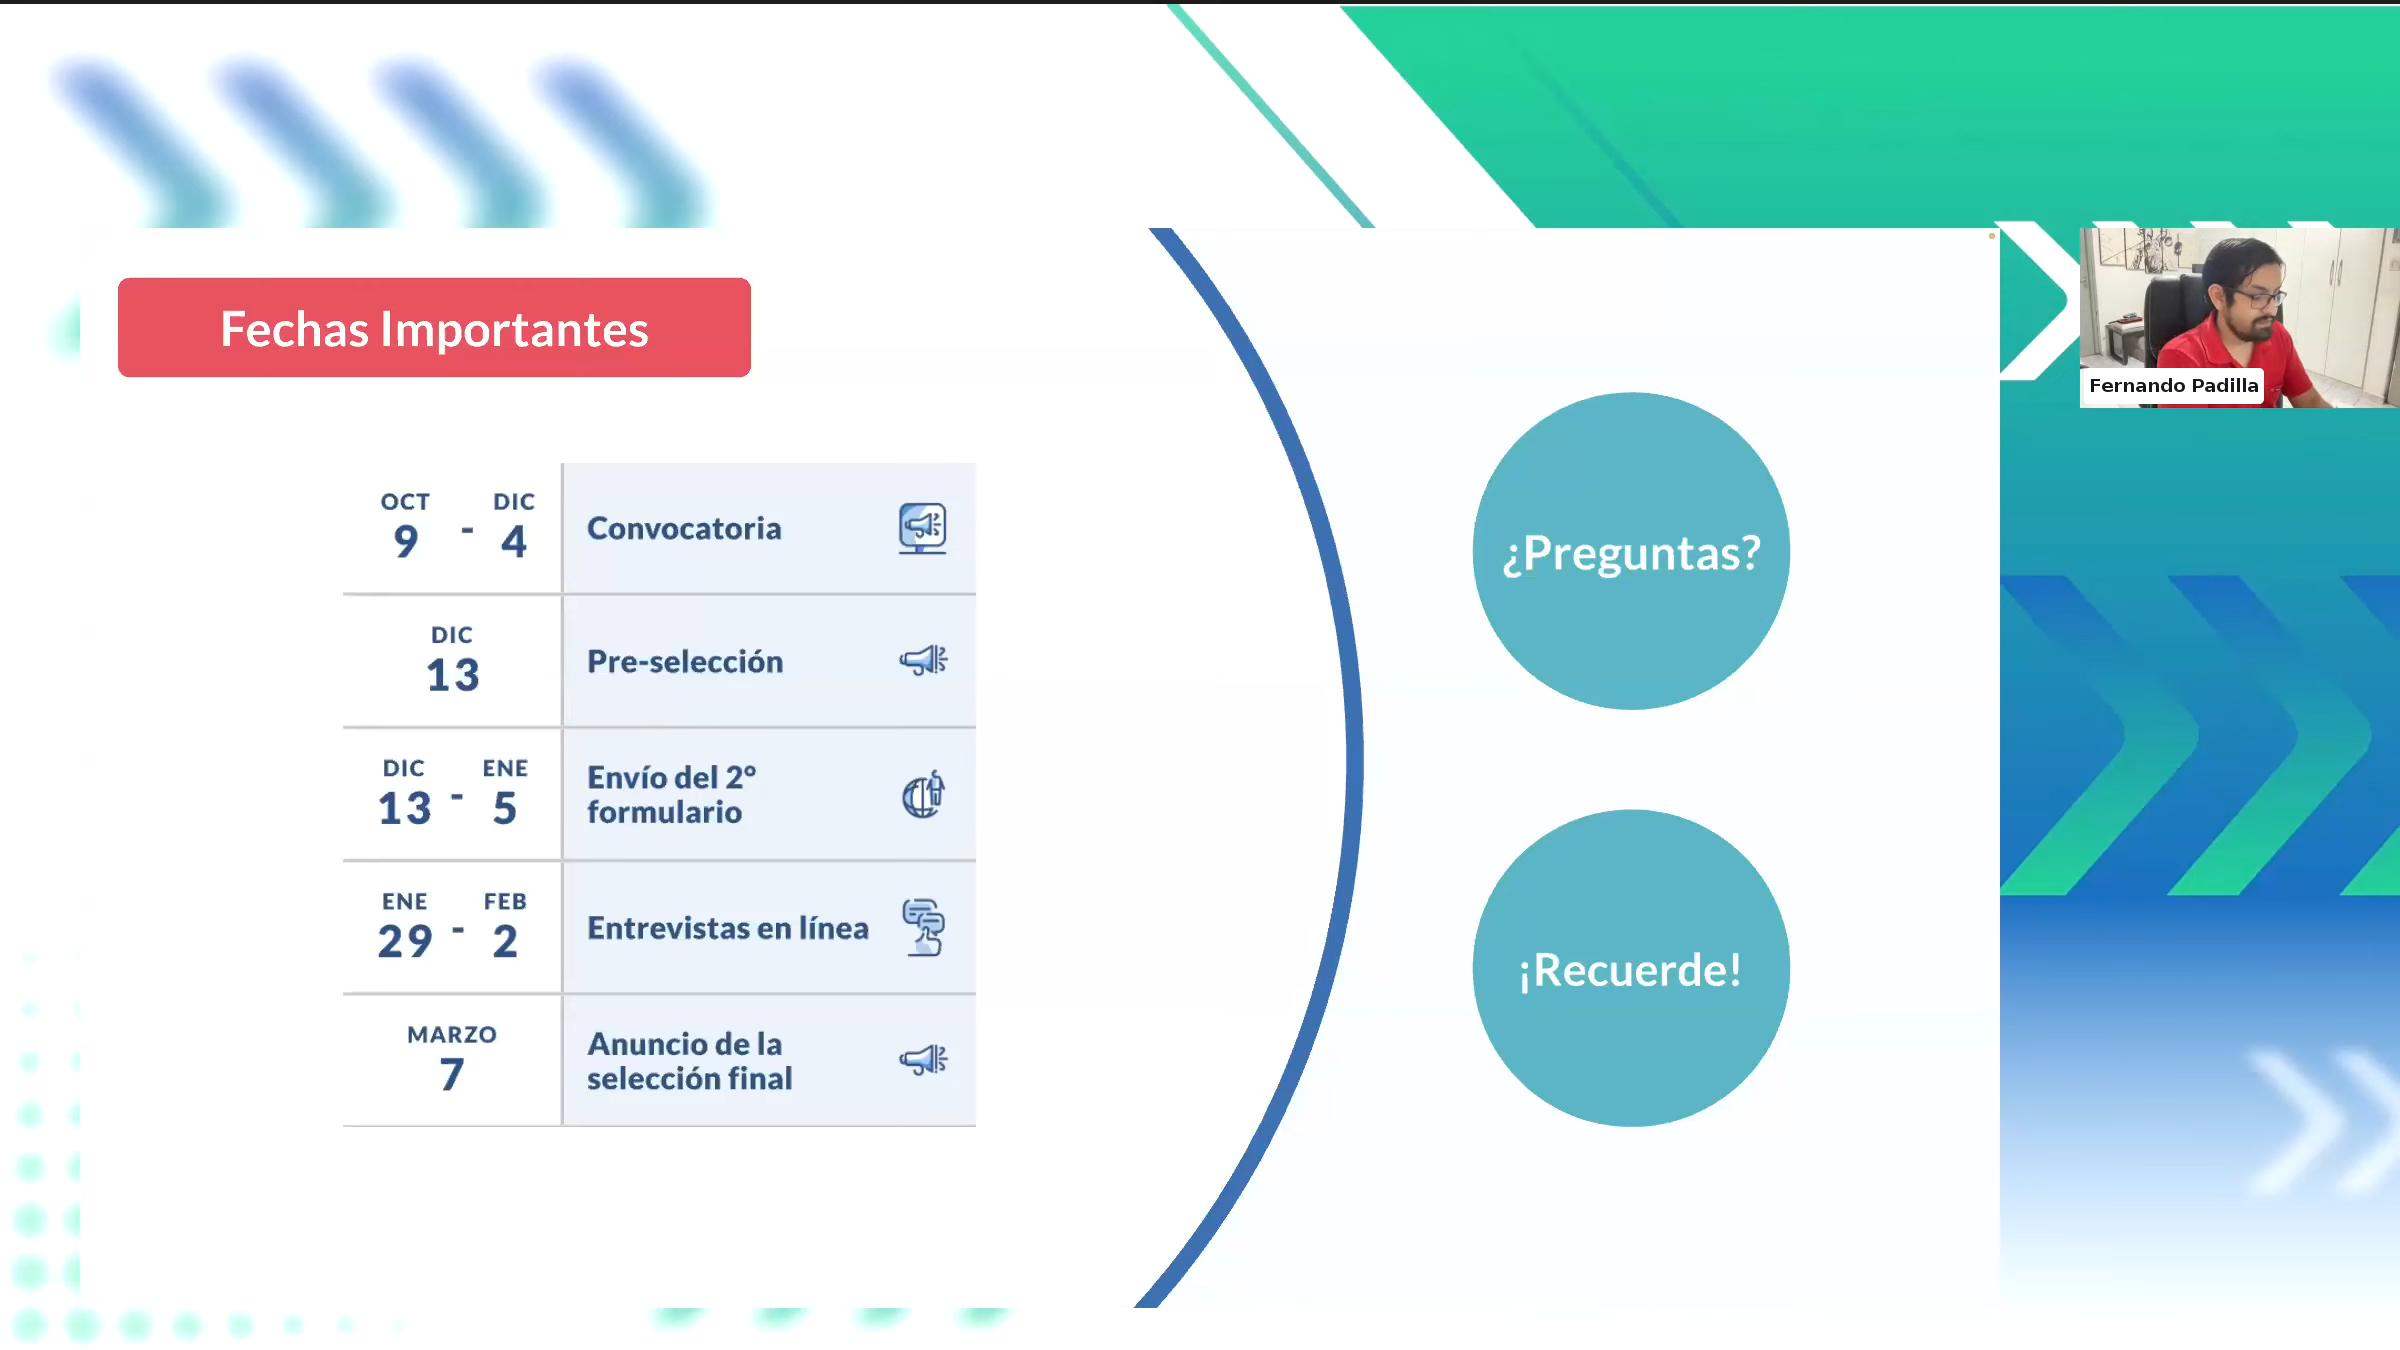 Fechas Importantes
OCT 9 - DIC 4
Convocatoria
DIC 13
Pre-selección
DIC 13 - ENE 5
Envío del 2°
formulario
ENE 29 - FEB 2
Entrevistas en línea
MARZO 7
Anuncio de la
selección final
¿Preguntas?
¡Recuerde!
Fernando Padilla